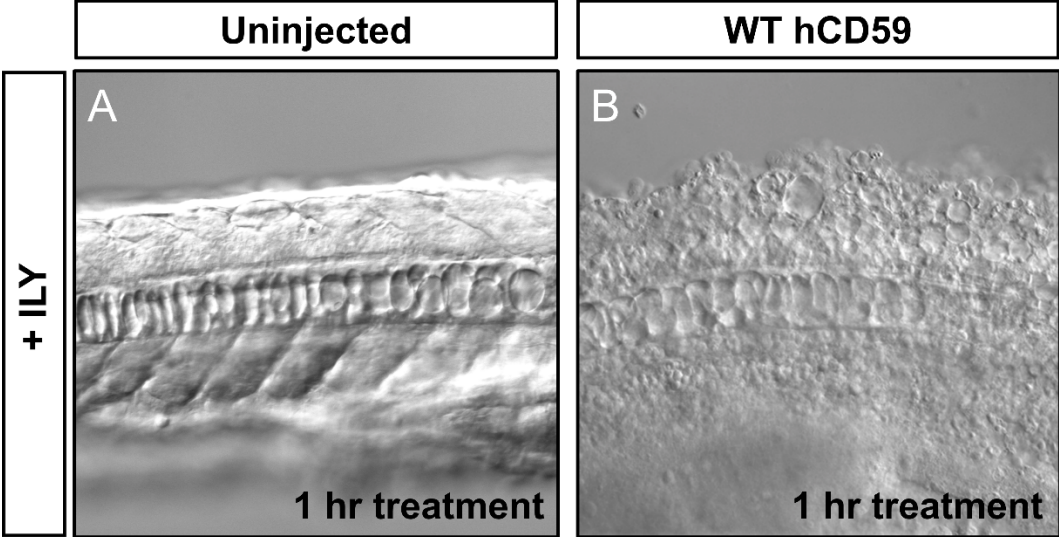 Uninjected
WT hCD59
+ ILY
A
B
1 hr treatment
1 hr treatment